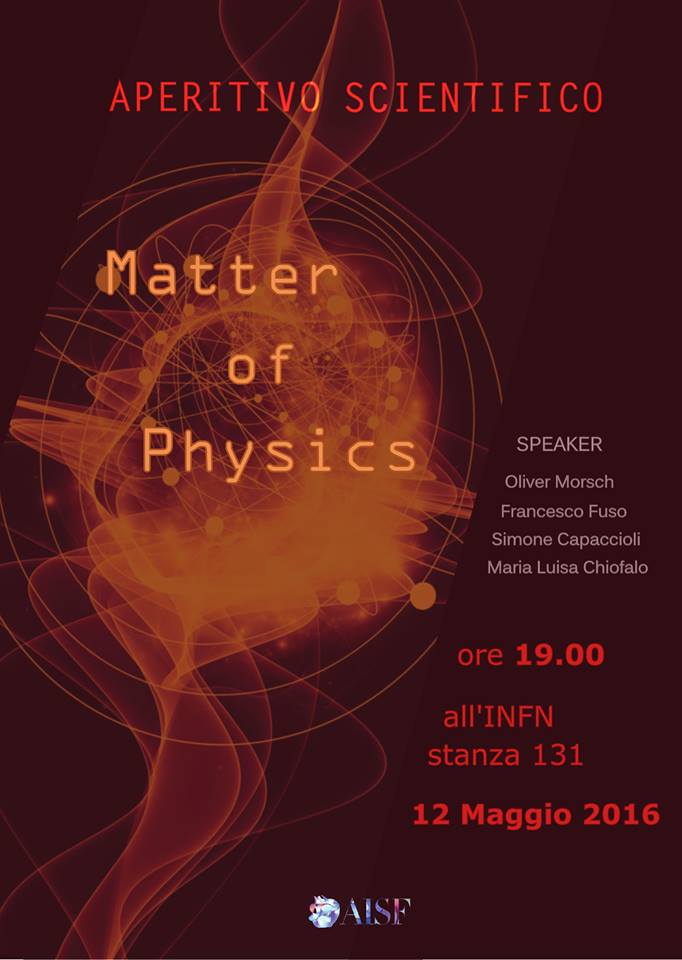 APERITIVO SCIENTIFICO
Matter
of
Physics
SPEAKER
Oliver Morsch
Francesco Fuso
Simone Capaccioli
Maria Luisa Chiofalo
ore 19.00
all'INFN
stanza 131
12 Maggio 2016
AISF